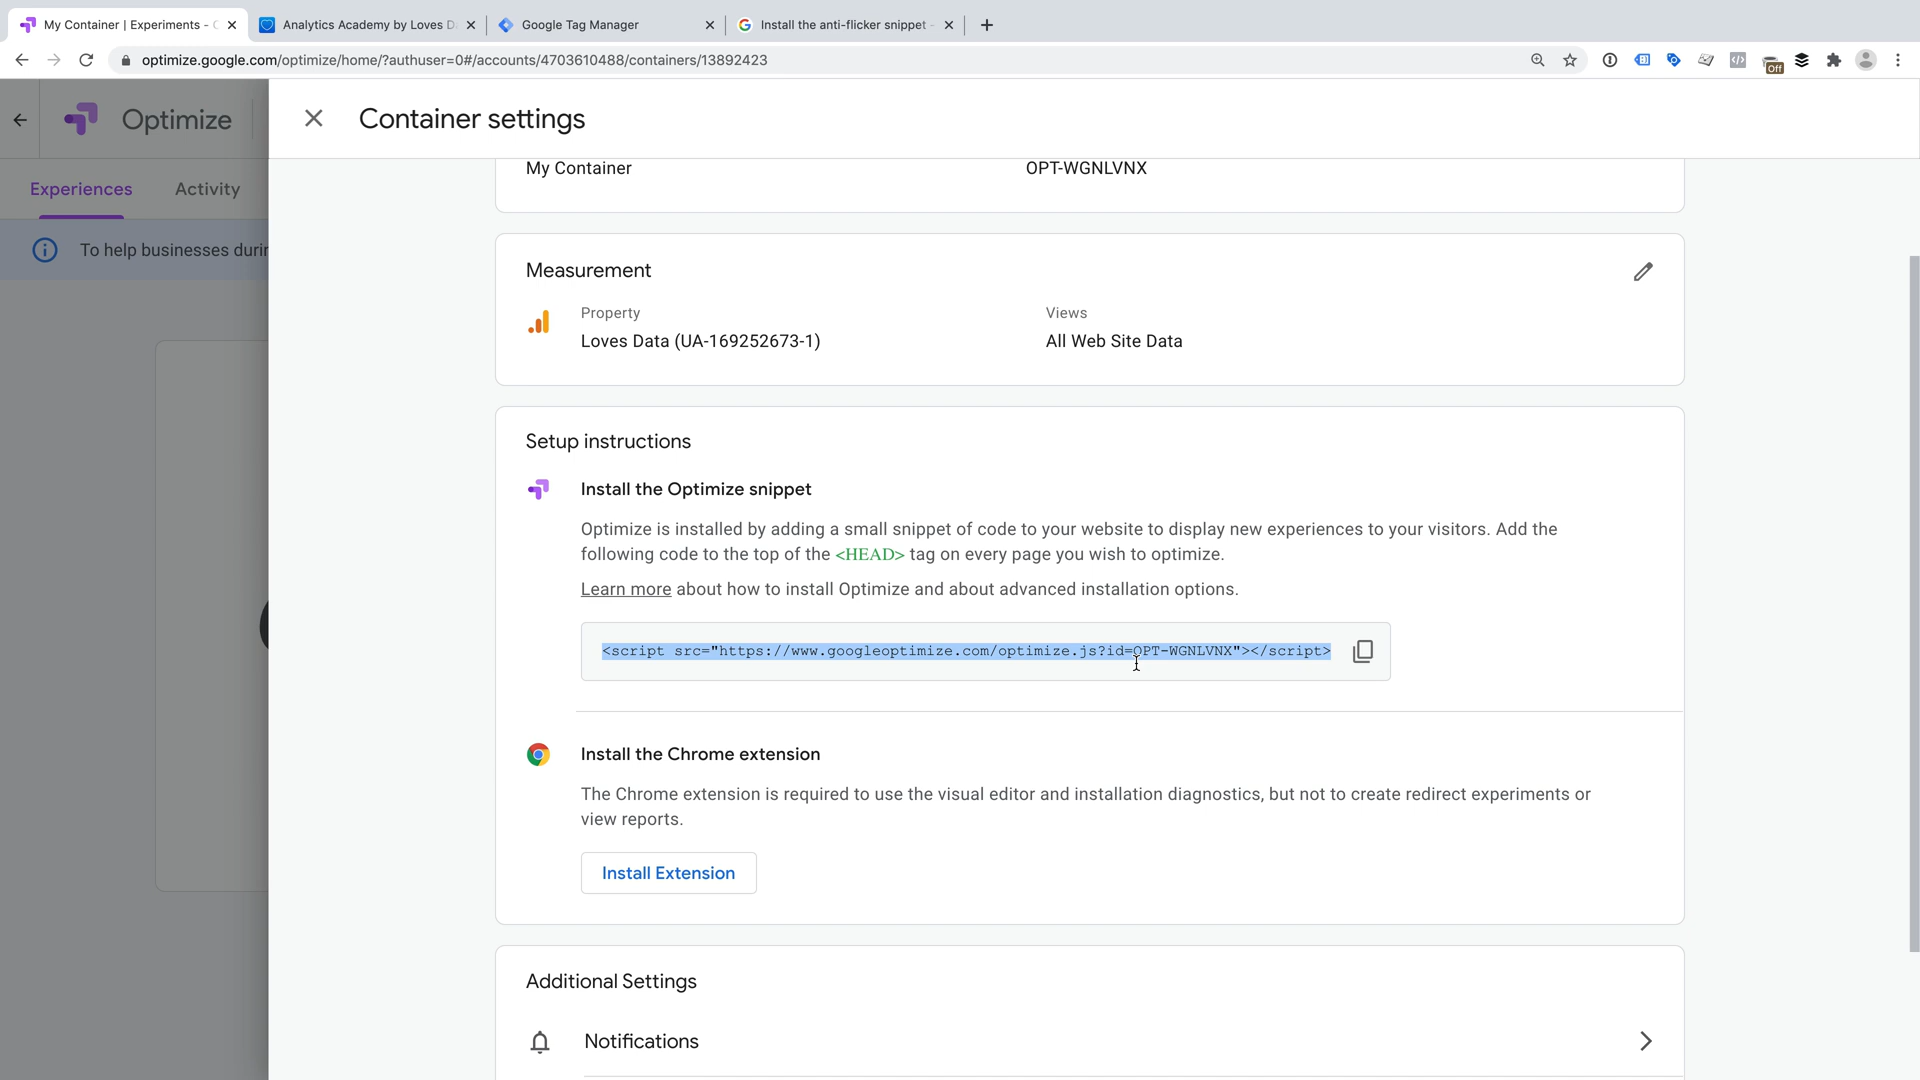 My Container | Experiments -
Analytics Academy by Loves D
Google Tag Manager
Install the anti-flicker snippet -
optimize.google.com/optimize/home/?authuser=0#/accounts/4703610488/containers/13892423
Off
Optimize
Container settings
Experiences
Activity
To help businesses durin
My Container
OPT-WGNLVNX
Measurement
Property
Views
Loves Data (UA-169252673-1)
All Web Site Data
Setup instructions
Install the Optimize snippet
Optimize is installed by adding a small snippet of code to your website to display new experiences to your visitors. Add the
following code to the top of the <HEAD> tag on every page you wish to optimize.
Learn more about how to install Optimize and about advanced installation options.
<script src="https://www.googleoptimize.com/optimize.js?id=OPT-WGNLVNX"></script>
Install the Chrome extension
The Chrome extension is required to use the visual editor and installation diagnostics, but not to create redirect experiments or
view reports.
Install Extension
Additional Settings
Notifications